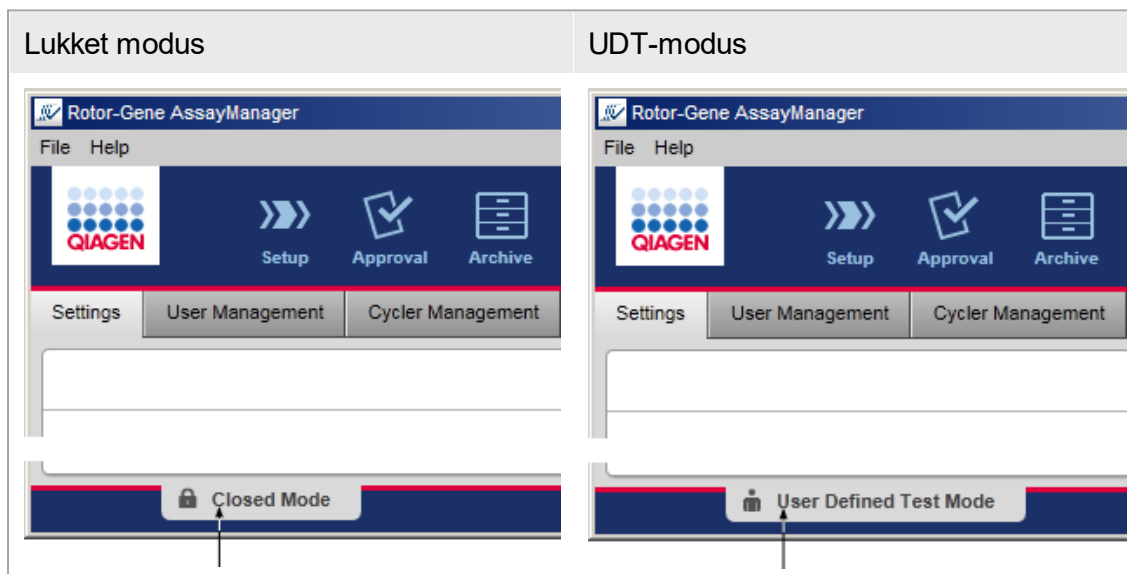 Lukket modus
UDT-modus
Rotor-Gene AssayManager
File Help
QIAGEN
Setup Approval Archive
Settings User Management Cycler Management
Closed Mode
Rotor-Gene AssayManager
File Help
QIAGEN
Setup Approval Archive
Settings User Management Cycler Management
User Defined Test Mode